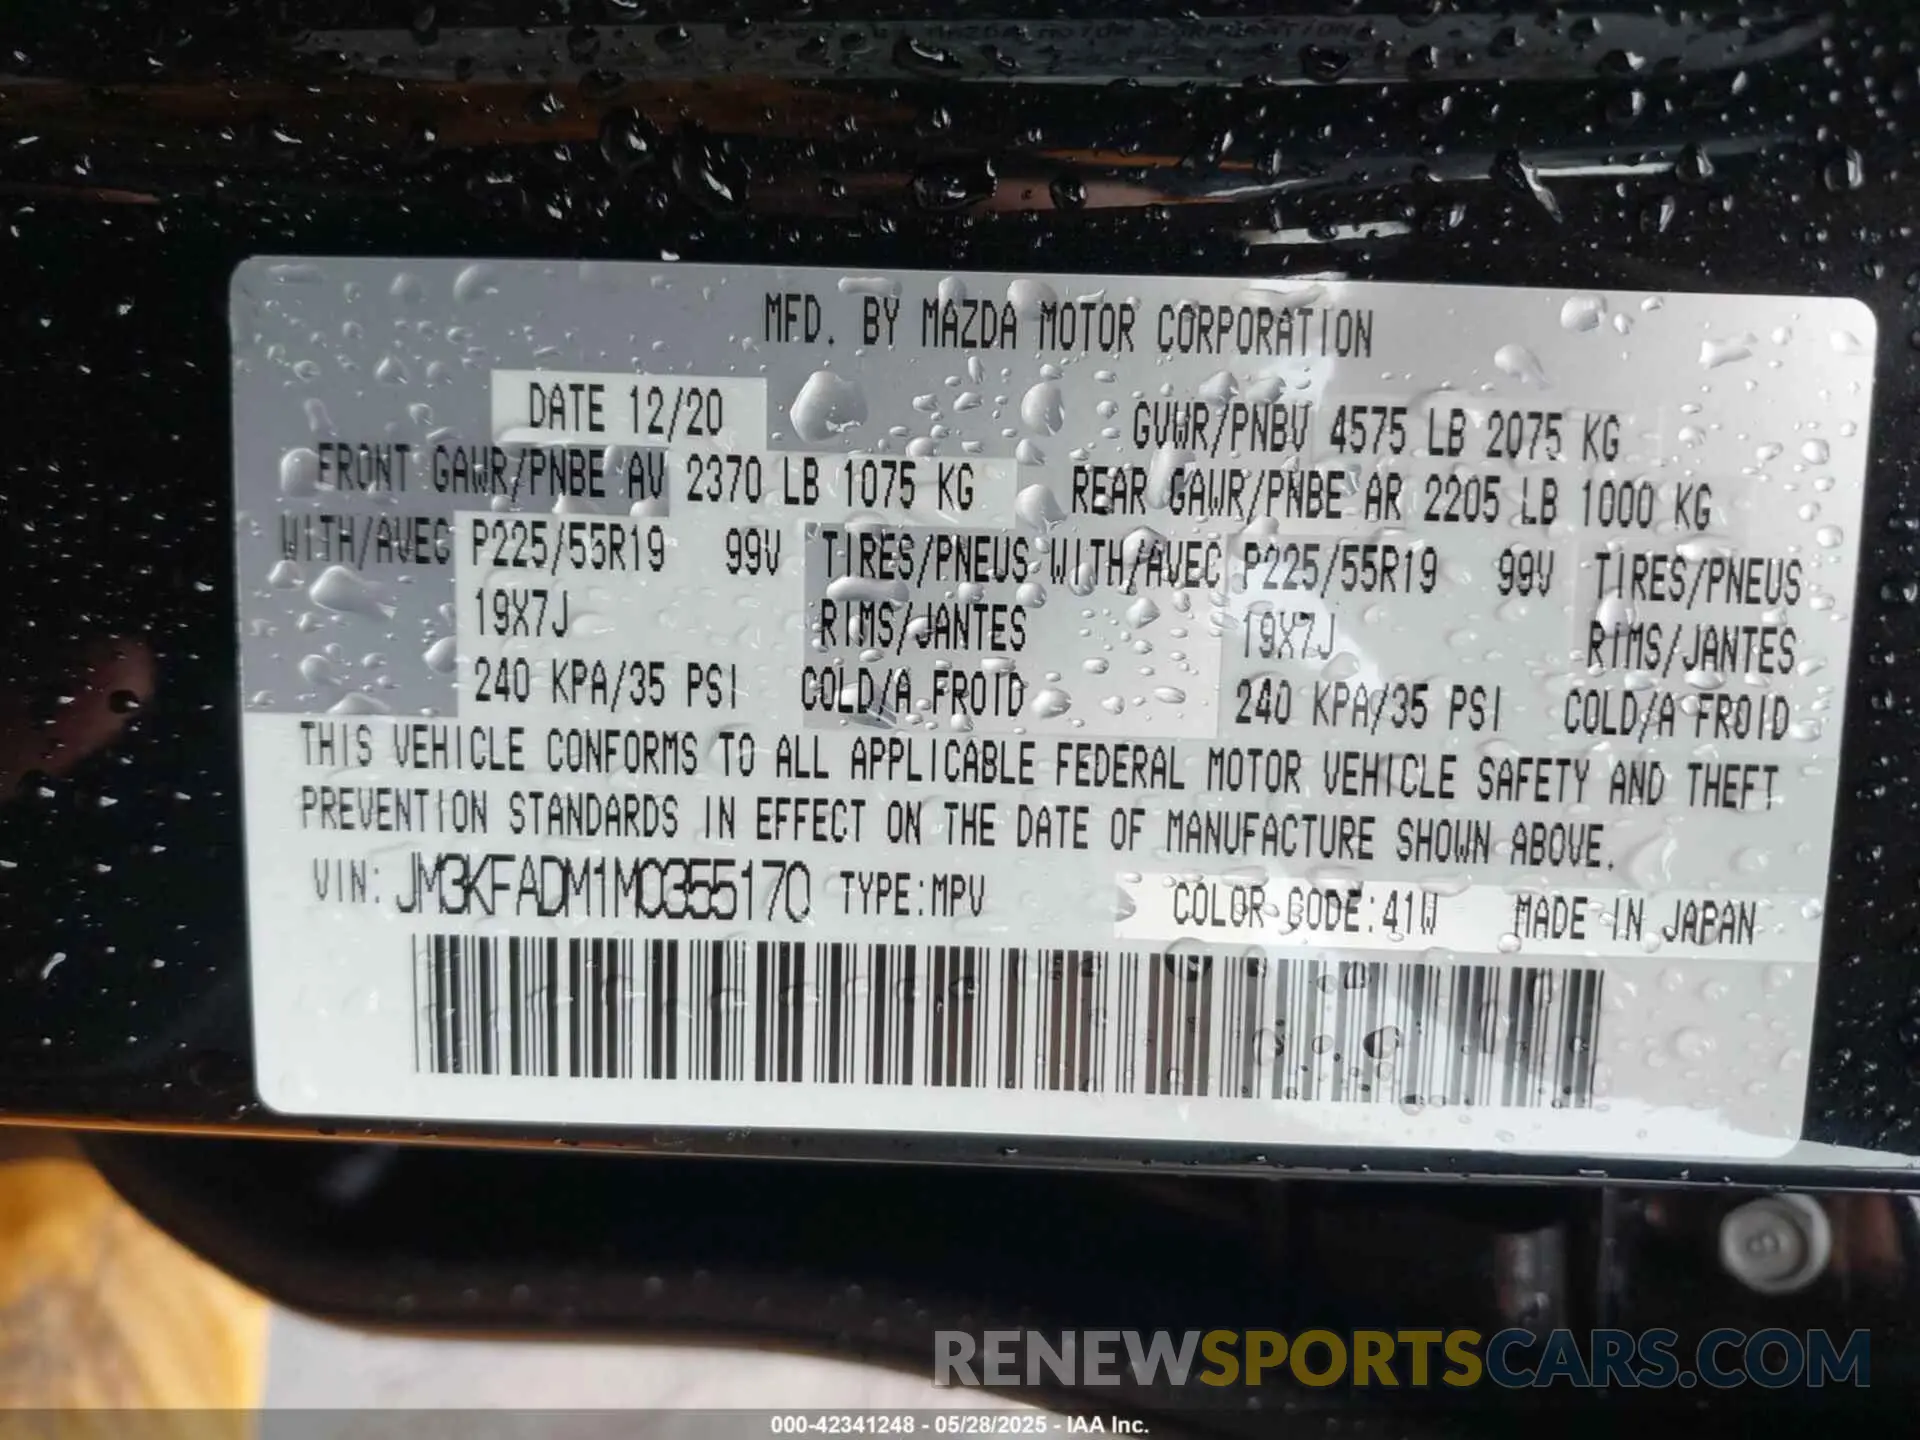 MFD. BY MAZDA MOTOR CORPORATION
DATE 12/20 GVWR/PNBV 4575 LB 2075 KG
FRONT GAWR/PNBE AV 2370 LB 1075 KG REAR GAWR/PNBE AR 2205 LB 1000 KG
WITH/AVEC P225/55R19 99V TIRES/PNEUS WITH/AVEC P225/55R19 99V TIRES/PNEUS
19X7J RIMS/JANTES 19X7J RIMS/JANTES
240 KPA/35 PSI COLD/A FROID 240 KPA/35 PSI COLD/A FROID
THIS VEHICLE CONFORMS TO ALL APPLICABLE FEDERAL MOTOR VEHICLE SAFETY AND THEFT
PREVENTION STANDARDS IN EFFECT ON THE DATE OF MANUFACTURE SHOWN ABOVE.
VIN: JM3KFADM1M0355170 TYPE:MPV COLOR CODE:41W MADE IN JAPAN
RENEWSPORTSCARS.COM
000-42341248 - 05/28/2025 - IAA Inc.